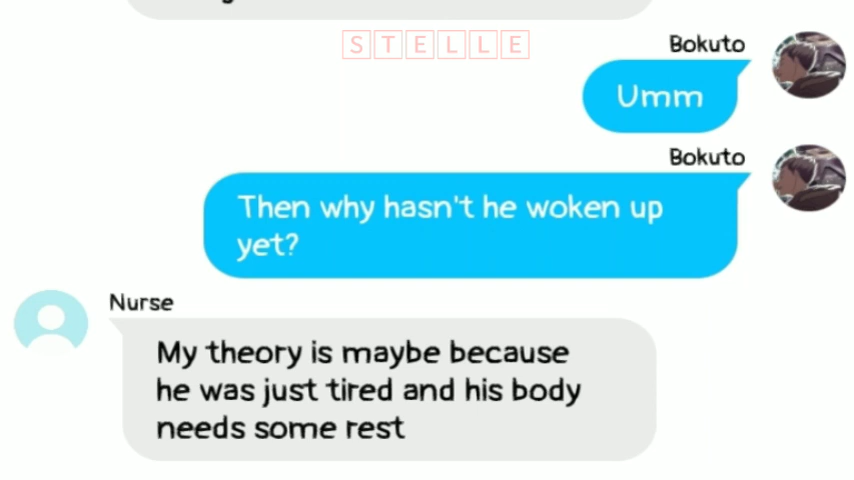 STELLE
Bokuto
Umm
Bokuto
Then why hasn't he woken up
yet?
Nurse
My theory is maybe because
he was just tired and his body
needs some rest